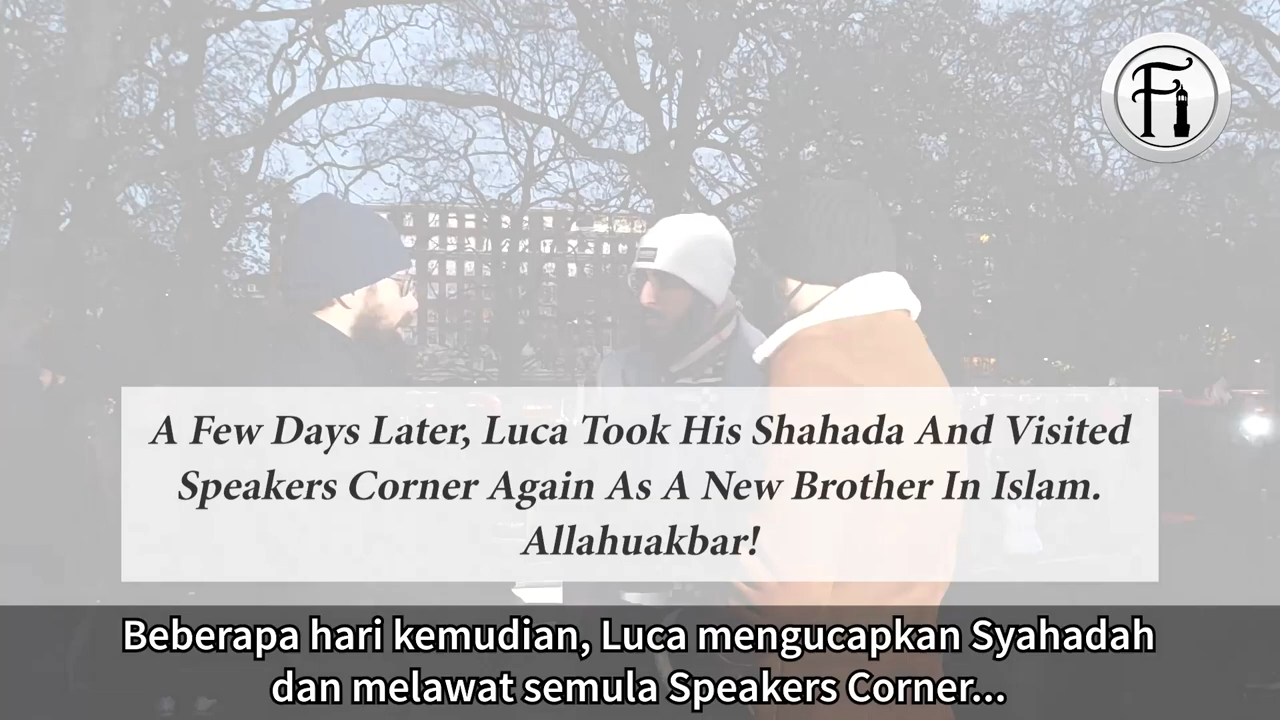 Fi
A Few Days Later, Luca Took His Shahada And Visited
Speakers Corner Again As A New Brother In Islam.
Allahuakbar!
Beberapa hari kemudian, Luca mengucapkan Syahadah
dan melawat semula Speakers Corner...